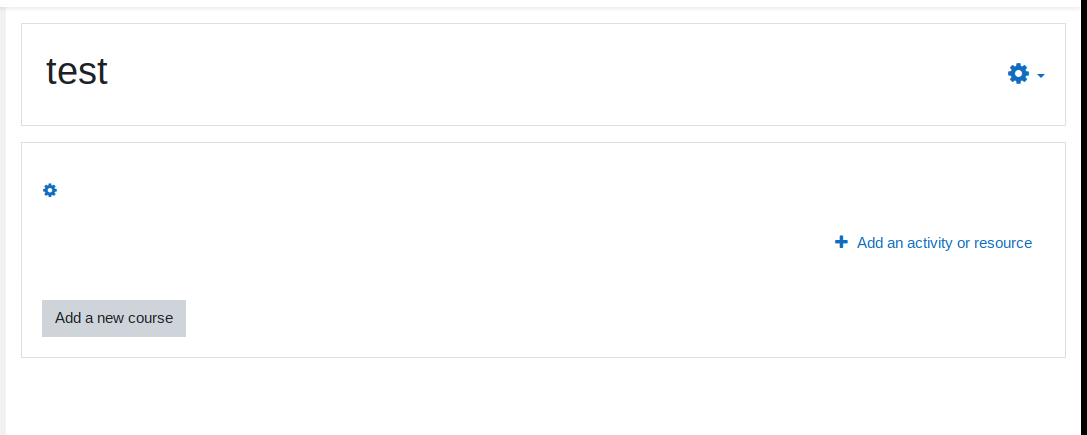 test
Add an activity or resource
Add a new course